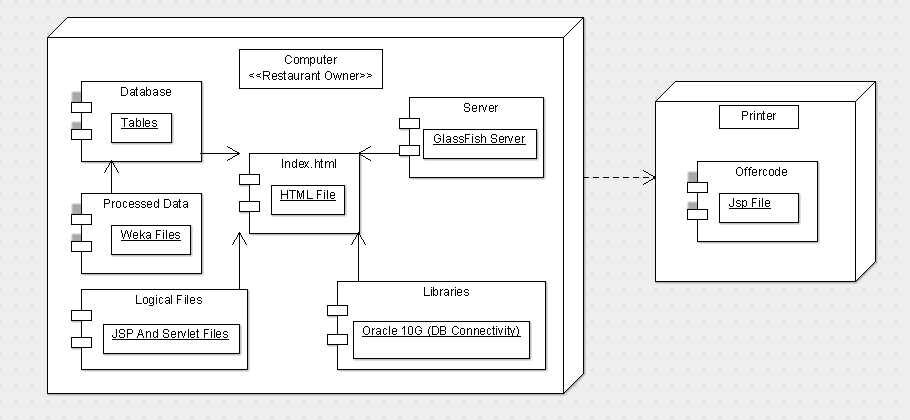 Computer
<<Restaurant Owner>>
Database
Tables
Server
GlassFish Server
Index.html
HTML File
Processed Data
Weka Files
Logical Files
JSP And Servlet Files
Libraries
Oracle 10G (DB Connectivity)
Printer
Offercode
Jsp File